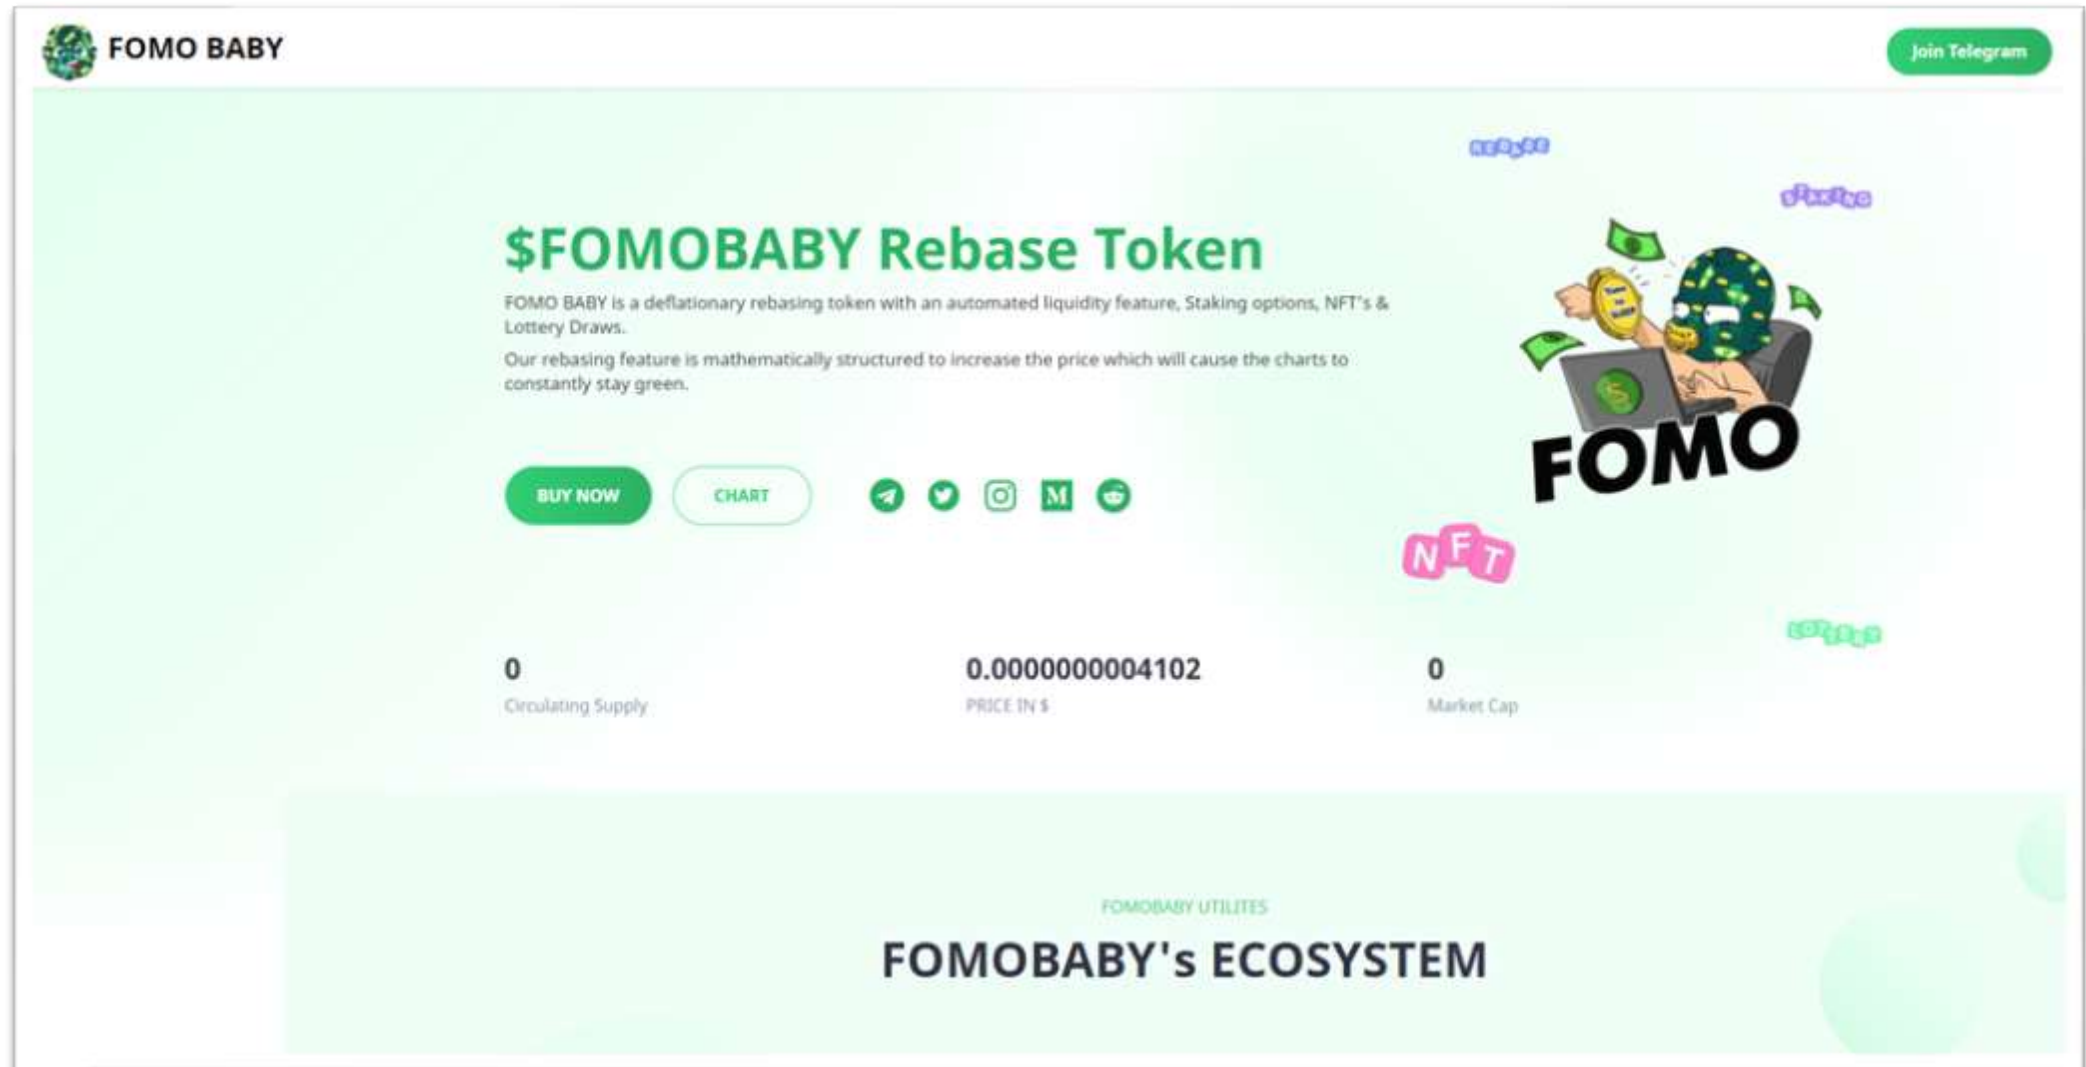 FOMO BABY
Join Telegram
REBASE
STAKING
$FOMOBABY Rebase Token
FOMO BABY is a deflationary rebasing token with an automated liquidity feature, Staking options, NFT's &
Lottery Draws.
Our rebasing feature is mathematically structured to increase the price which will cause the charts to
constantly stay green.
FOMO
BUY NOW
CHART
M
NFT
LOTTERY
0
0.0000000004102
0
Circulating Supply
PRICE IN $
Market Cap
FOMOBABY UTILITES
FOMOBABY's ECOSYSTEM